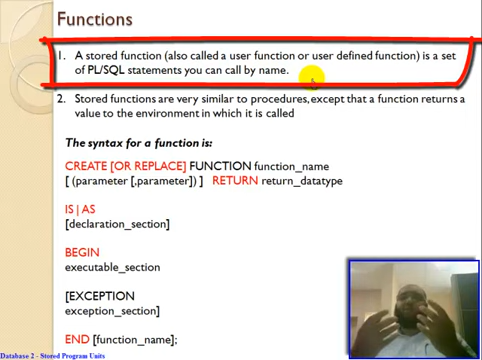 Functions
1. A stored function (also called a user function or user defined function) is a set
of PL/SQL statements you can call by name.
2. Stored functions are very similar to procedures, except that a function returns a
value to the environment in which it is called
The syntax for a function is:
CREATE [OR REPLACE] FUNCTION function_name
[ (parameter [,parameter]) ] RETURN return_datatype
IS | AS
[declaration_section]
BEGIN
executable_section
[EXCEPTION
exception_section]
END [function_name];
Database 2 - Stored Program Units